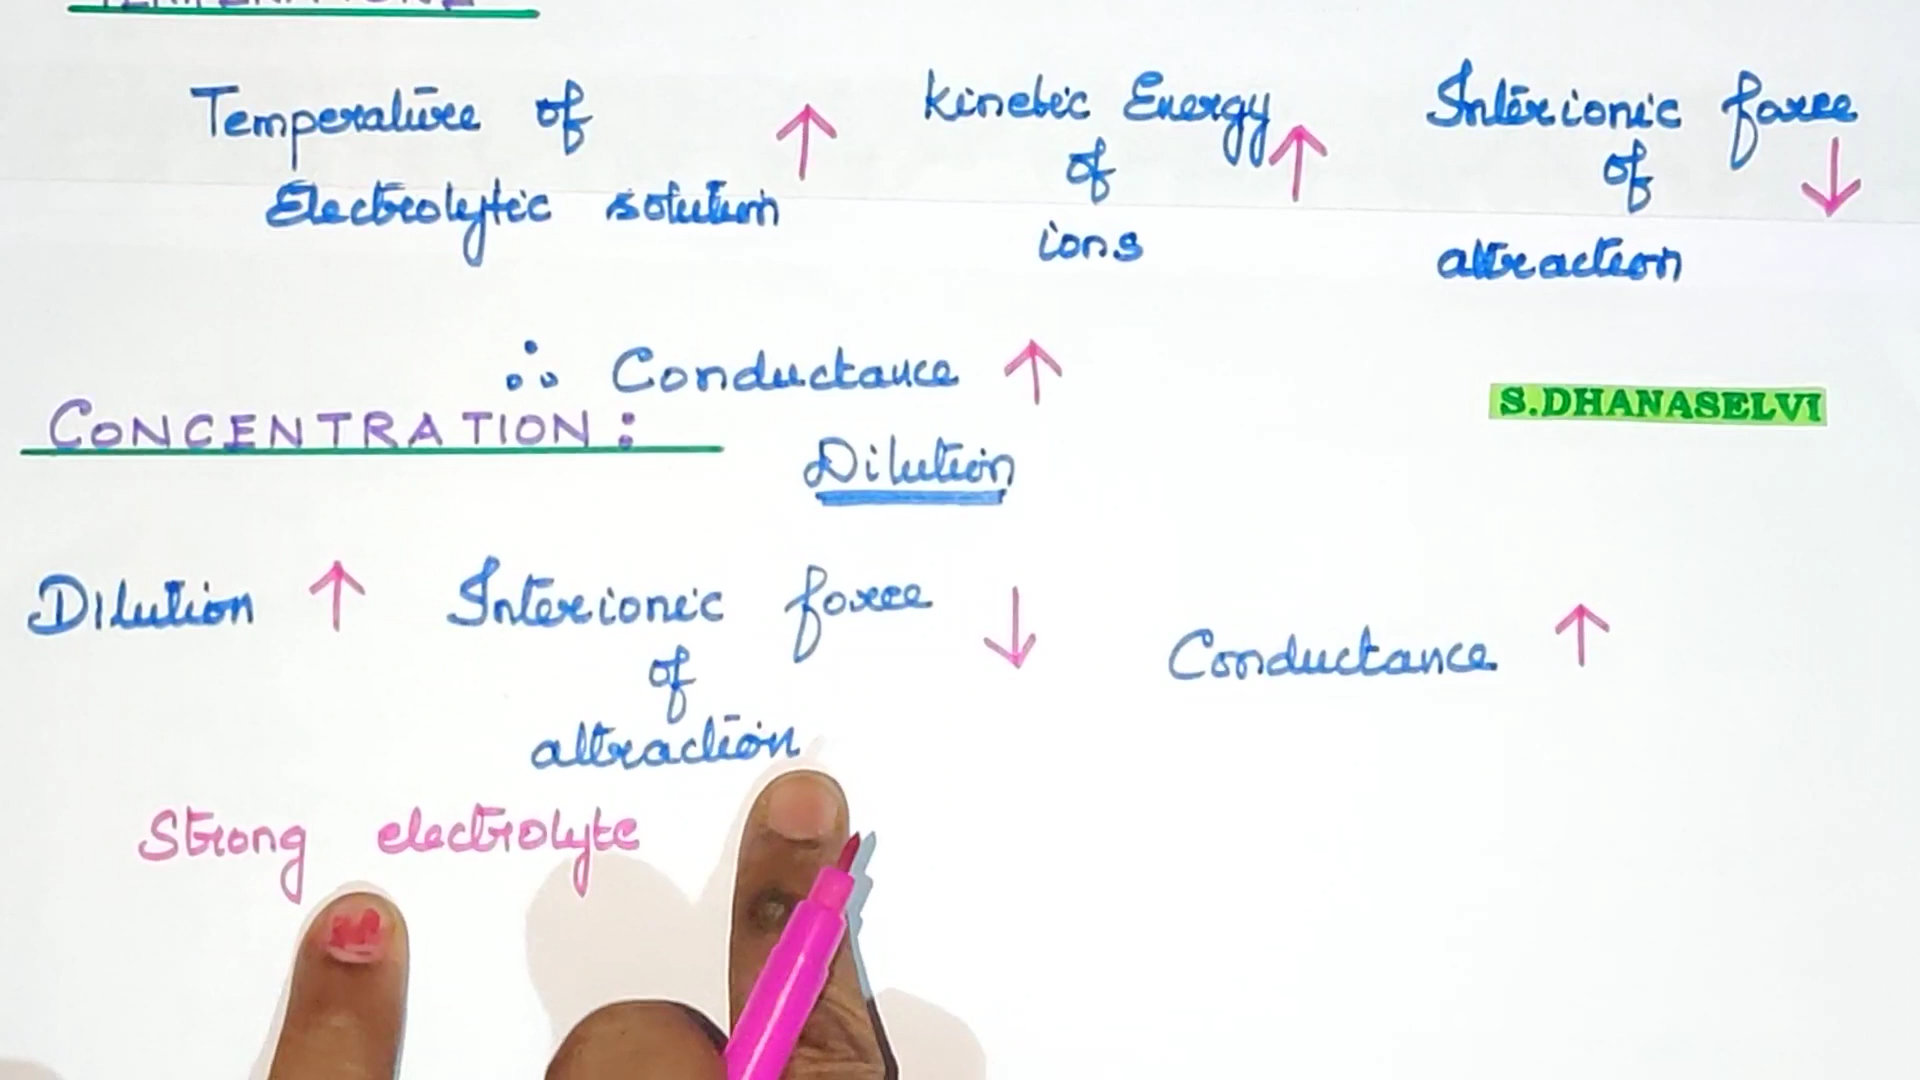 TEMPERATURE
Temperature of ↑ Kinetic Energy ↑ Interionic force ↓
Electrolytic solution of of
ions attraction
∴ Conductance ↑
S.DHANASELVI
CONCENTRATION:
Dilution
Dilution ↑ Interionic force ↓ Conductance ↑
of
attraction
Strong electrolyte